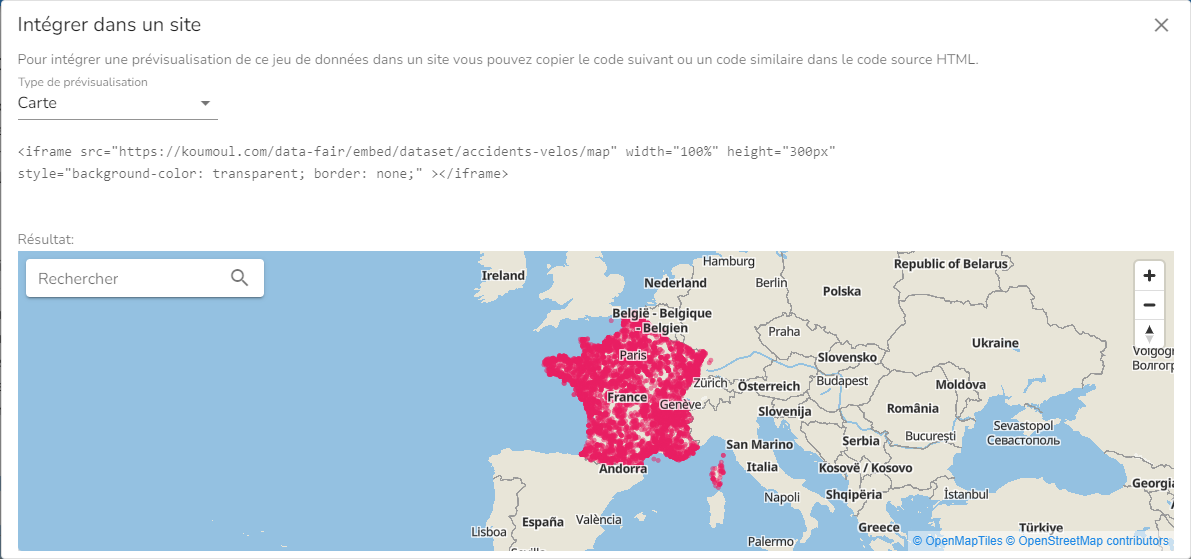 Intégrer dans un site
Pour intégrer une prévisualisation de ce jeu de données dans un site vous pouvez copier le code suivant ou un code similaire dans le code source HTML.
Type de prévisualisation
Carte
<iframe src="https://koumoul.com/data-fair/embed/dataset/accidents-velos/map" width="100%" height="300px"
style="background-color: transparent; border: none;" ></iframe>
Résultat:
Rechercher
Hamburg
Republic of Belarus
Ireland
Nederland
Berlin
Polska
België - Belgique
- Belgien
Praha
Ukraine
Paris
Slovensko
Volgogr
Волгогр
Zürich
Österreich
Budapest
Moldova
France
Genève
Slovenija
România
Sevastopol
Севастополь
San Marino
Serbia
București
Andorra
Italia
Kosovë / Kosovo
Georgia
Napoli
Shqipëria
İstanbul
España
València
Lisboa
Greece
Türkiye
Palermo
© OpenMapTiles © OpenStreetMap contributors